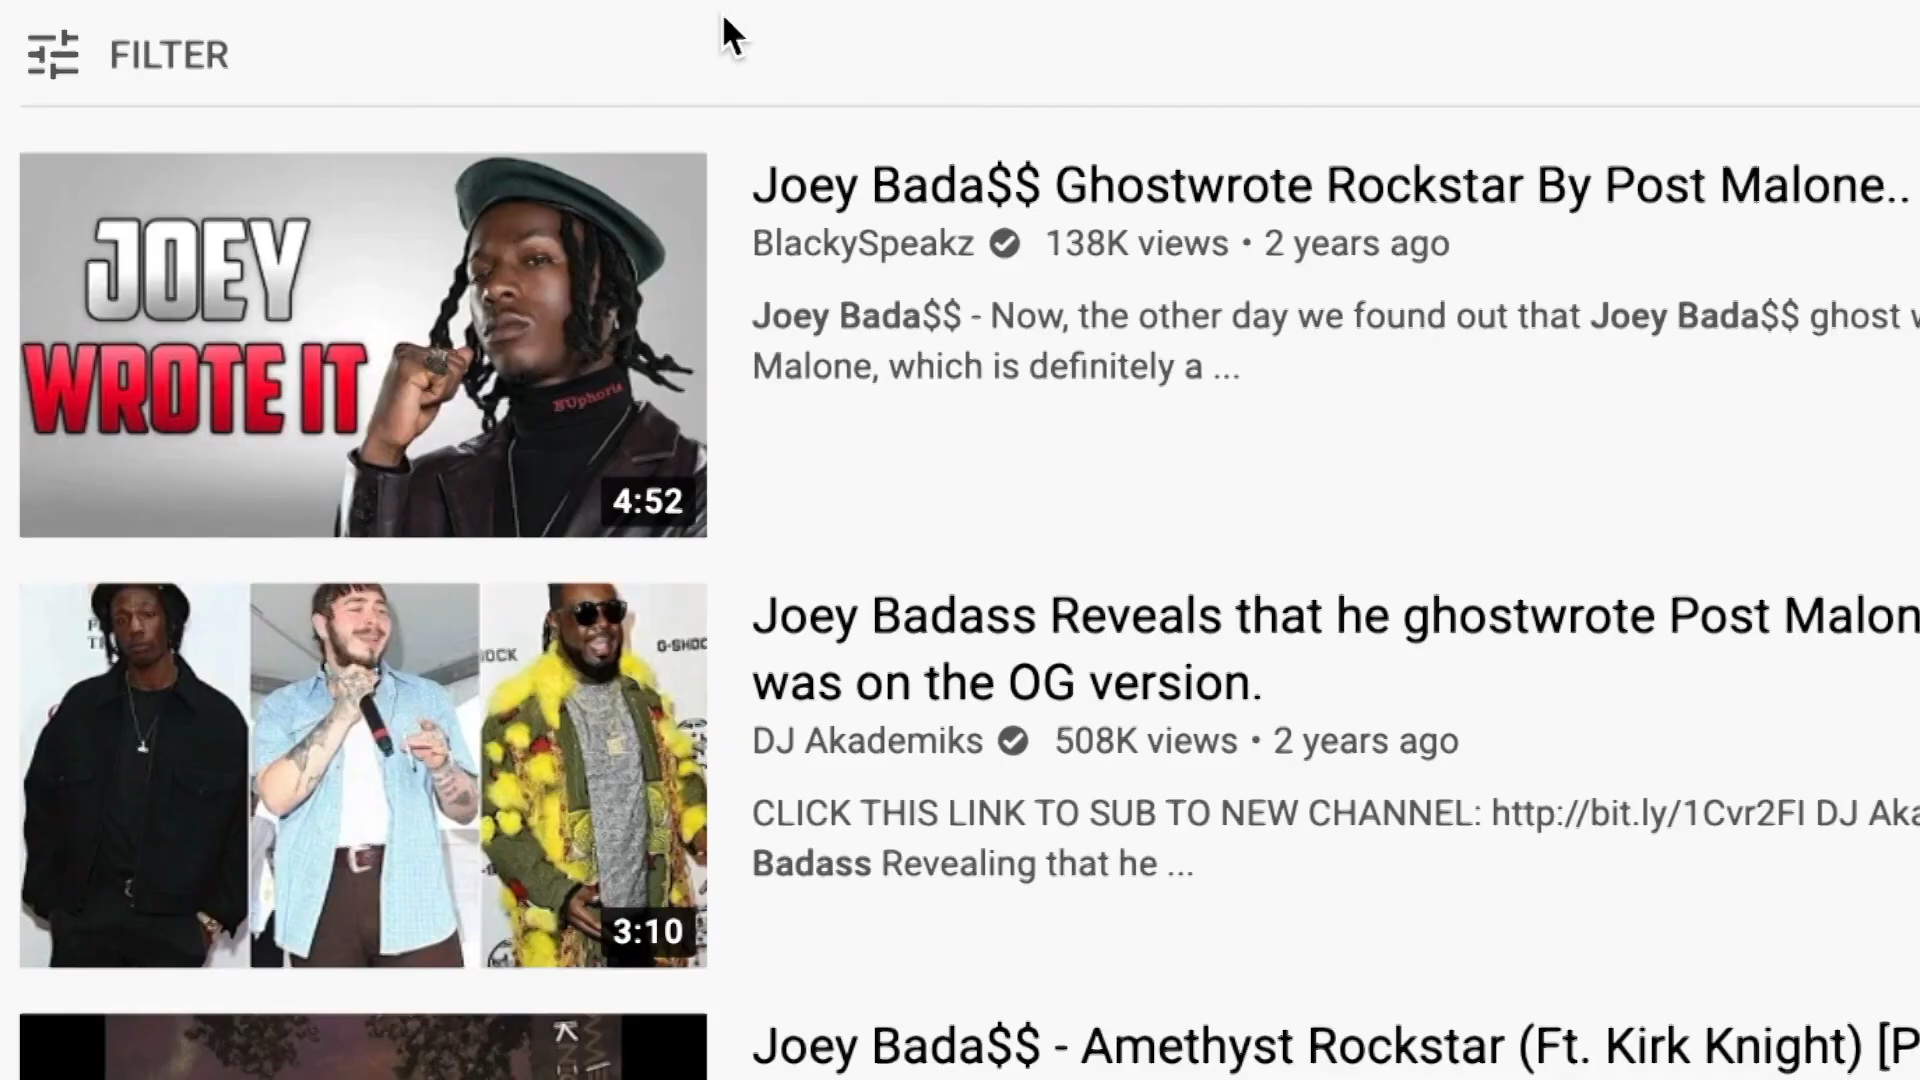 FILTER
JOEY
WROTE IT
EUphoria
4:52
Joey Bada$$ Ghostwrote Rockstar By Post Malone..
BlackySpeakz 138K views • 2 years ago
Joey Bada$$ - Now, the other day we found out that Joey Bada$$ ghost
Malone, which is definitely a ...
G-SHOC
3:10
Joey Badass Reveals that he ghostwrote Post Malon
was on the OG version.
DJ Akademiks 508K views • 2 years ago
CLICK THIS LINK TO SUB TO NEW CHANNEL: http://bit.ly/1Cvr2FI DJ Aka
Badass Revealing that he ...
Joey Bada$$ - Amethyst Rockstar (Ft. Kirk Knight) [P